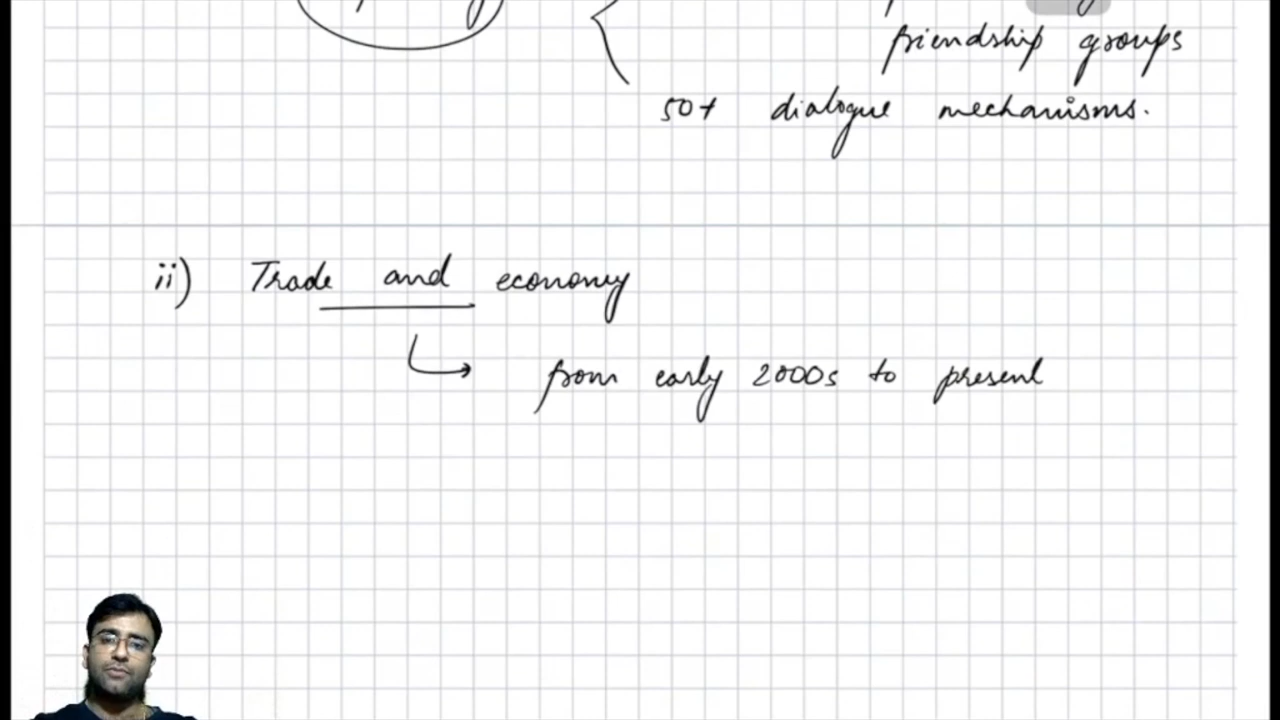 friendship groups
50+ dialogue mechanisms.
ii) Trade and economy
from early 2000s to present